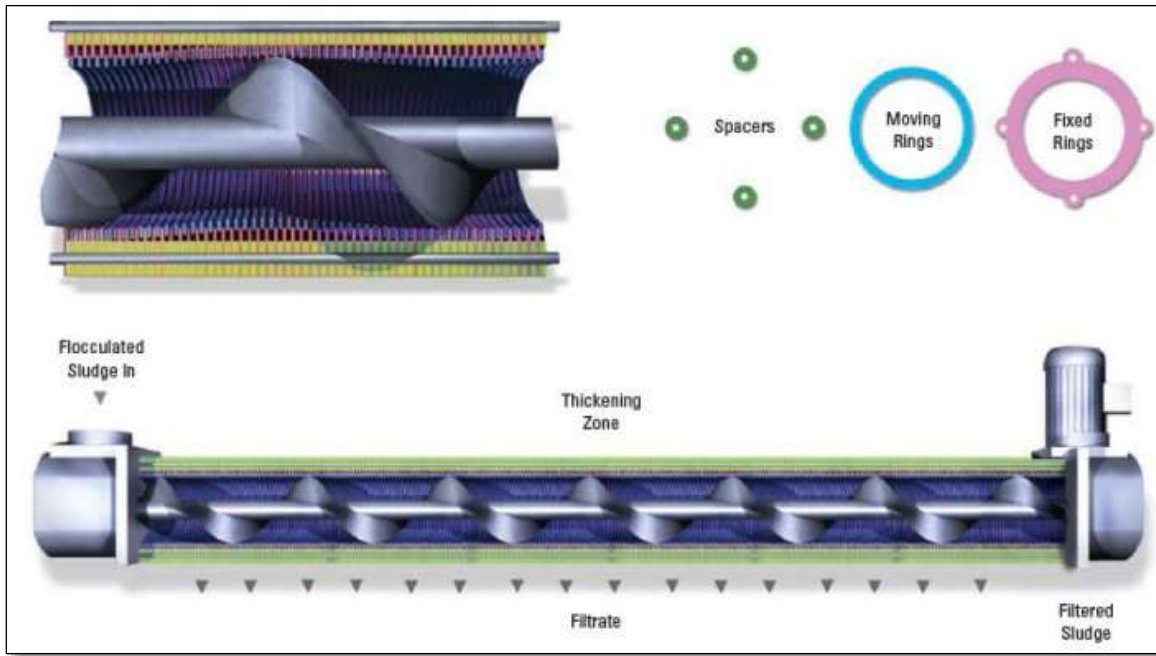 Spacers
Moving
Rings
Fixed
Rings
Flocculated
Sludge In
Thickening
Zone
Filtrate
Filtered
Sludge